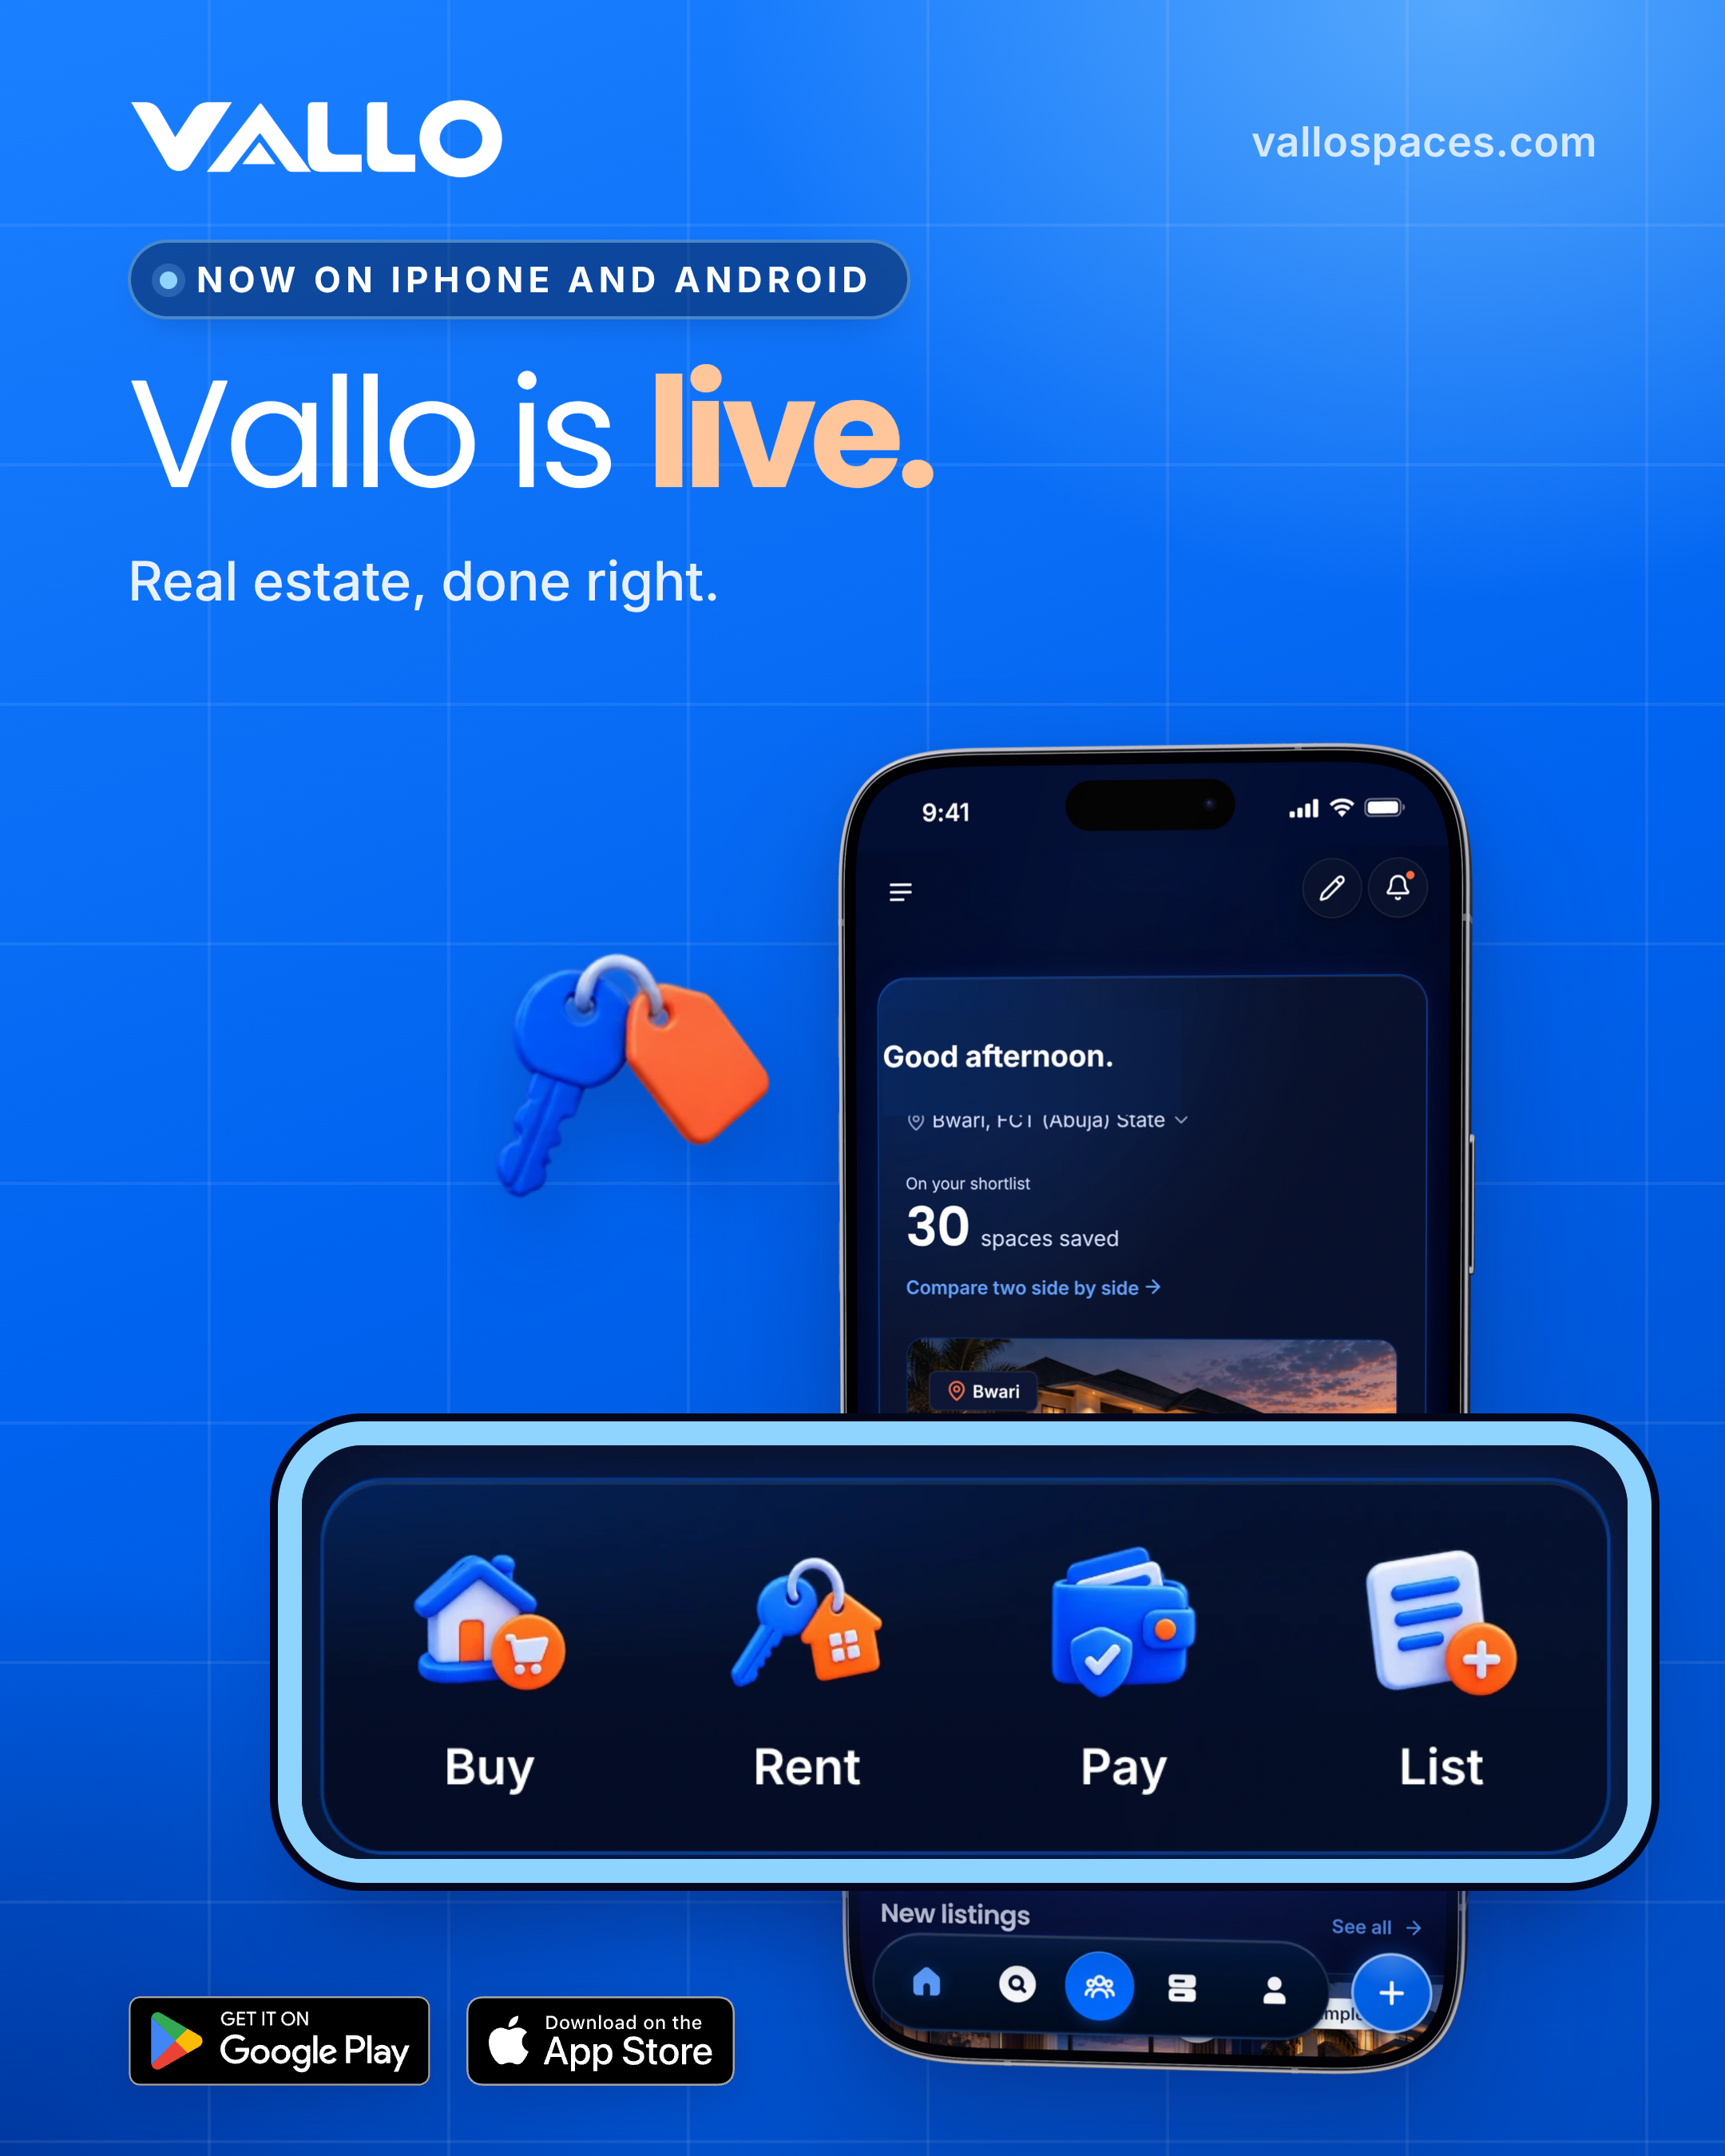 VALLO
vallospaces.com
NOW ON IPHONE AND ANDROID
Vallo is live.
Real estate, done right.
9:41
Good afternoon.
Bwari, FCT (Abuja) State
On your shortlist
30 spaces saved
Compare two side by side →
Bwari
Buy
Rent
Pay
List
New listings
See all →
GET IT ON
Google Play
Download on the
App Store